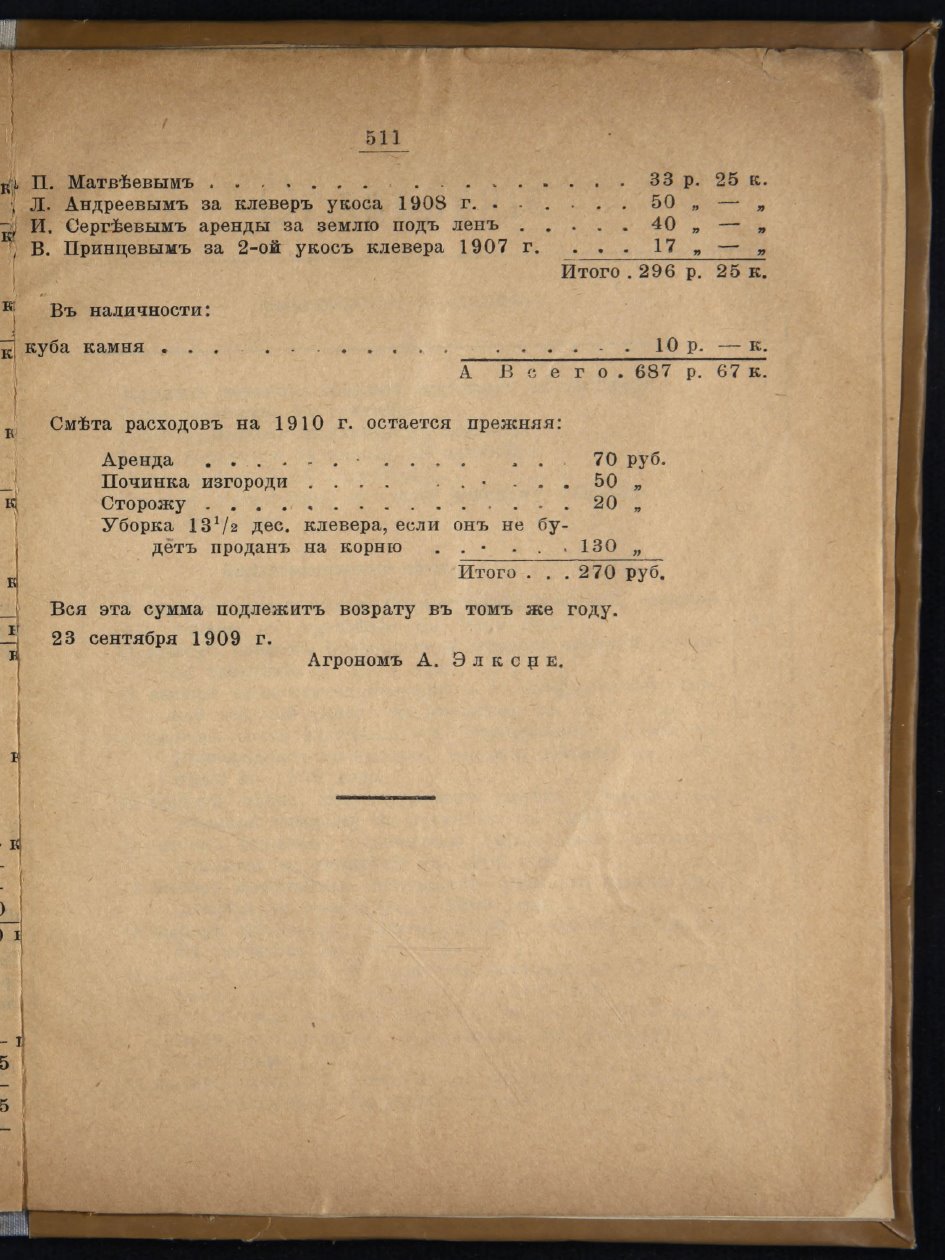 511
П. Матвѣевымъ . . . . . . . . . . . . . . . . . 33 р. 25 к.
Л. Андреевымъ за клеверъ укоса 1908 г. . . . . . . 50 „ — „
И. Сергѣевымъ аренды за землю подъ ленъ . . . . . 40 „ — „
В. Принцевымъ за 2-ой укосъ клевера 1907 г. . . . 17 „ — „
Итого . 296 р. 25 к.
Въ наличности:
куба камня . . . . . . . . . . . . . . . . . 10 р. — к.
А Всего. 687 р. 67 к.
Смѣта расходовъ на 1910 г. остается прежняя:
Аренда . . . . . . . . . . . . . 70 руб.
Починка изгороди . . . . . . . . . . 50 „
Сторожу . . . . . . . . . . . . . . . 20 „
Уборка 13¹/₂ дес. клевера, если онъ не бу-
детъ проданъ на корню . . . . . . 130 „
Итого . . . 270 руб.
Вся эта сумма подлежитъ возрату въ томъ же году.
23 сентября 1909 г.
Агрономъ А. Элксне.